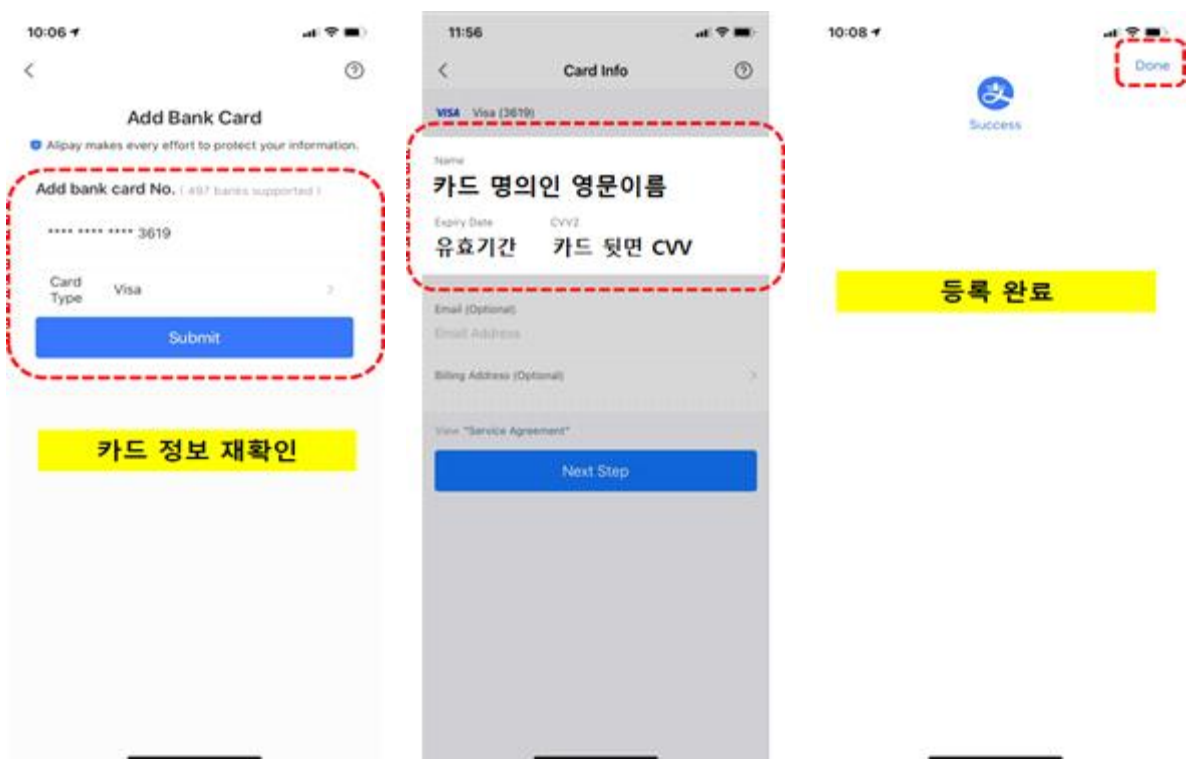 10:06
Add Bank Card
Alipay makes every effort to protect your information.
Add bank card No. ( 497 banks supported )
**** **** **** 3619
Card Type Visa
Submit
카드 정보 재확인
11:56
Card Info
VISA Visa (3619)
Name
카드 명의인 영문이름
Expiry Date CVV2
유효기간 카드 뒷면 CVV
Email (Optional)
Email Address
Billing Address (Optional)
View "Service Agreement"
Next Step
10:08
Done
Success
등록 완료